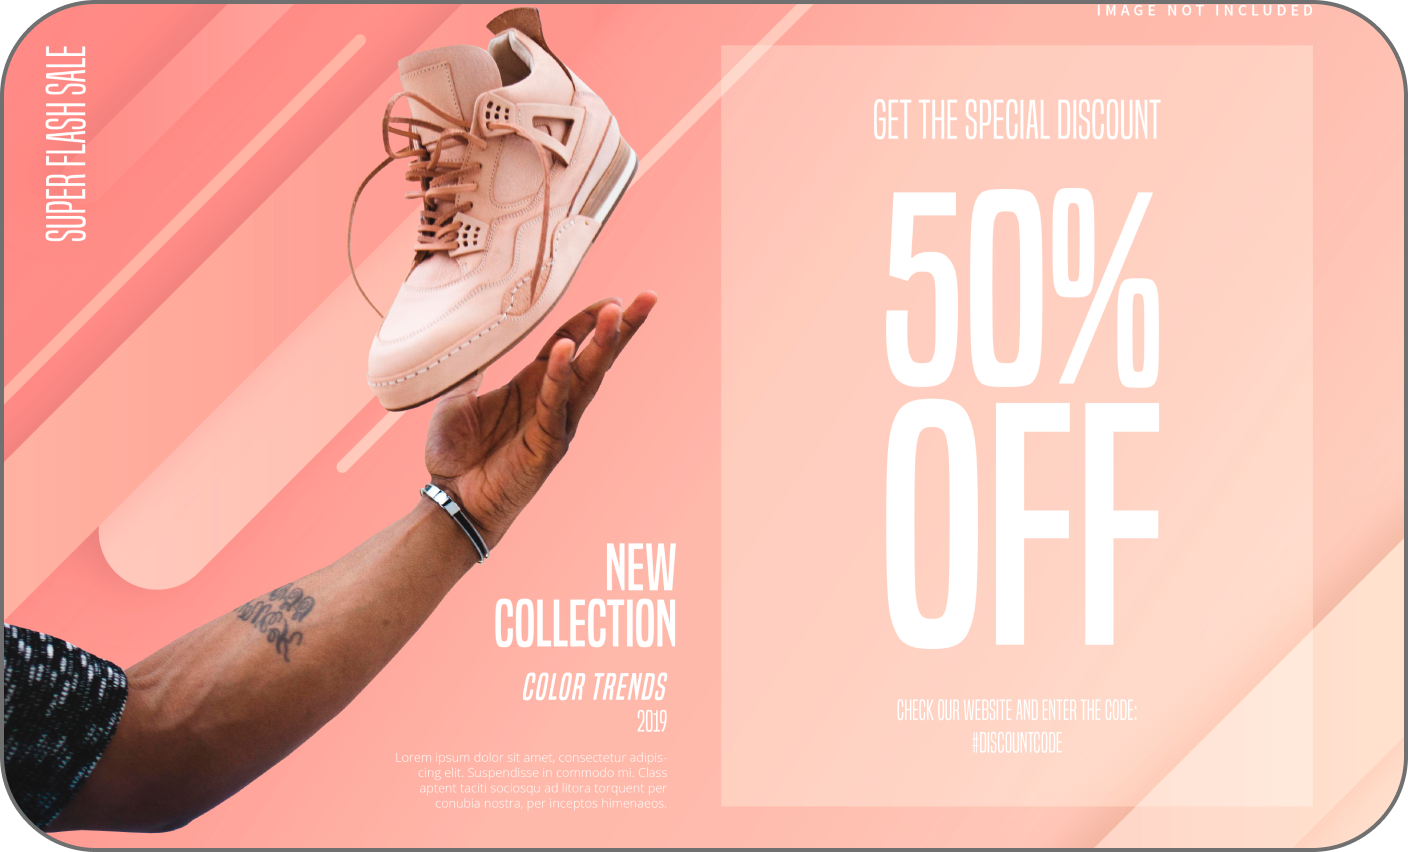 IMAGE NOT INCLUDED
SUPER FLASH SALE
GET THE SPECIAL DISCOUNT
50%
OFF
CHECK OUR WEBSITE AND ENTER THE CODE:
#DISCOUNTCODE
NEW
COLLECTION
COLOR TRENDS
2019
Lorem ipsum dolor sit amet, consectetur adipis-
cing elit. Suspendisse in commodo mi. Class
aptent taciti sociosqu ad litora torquent per
conubia nostra, per inceptos himenaeos.